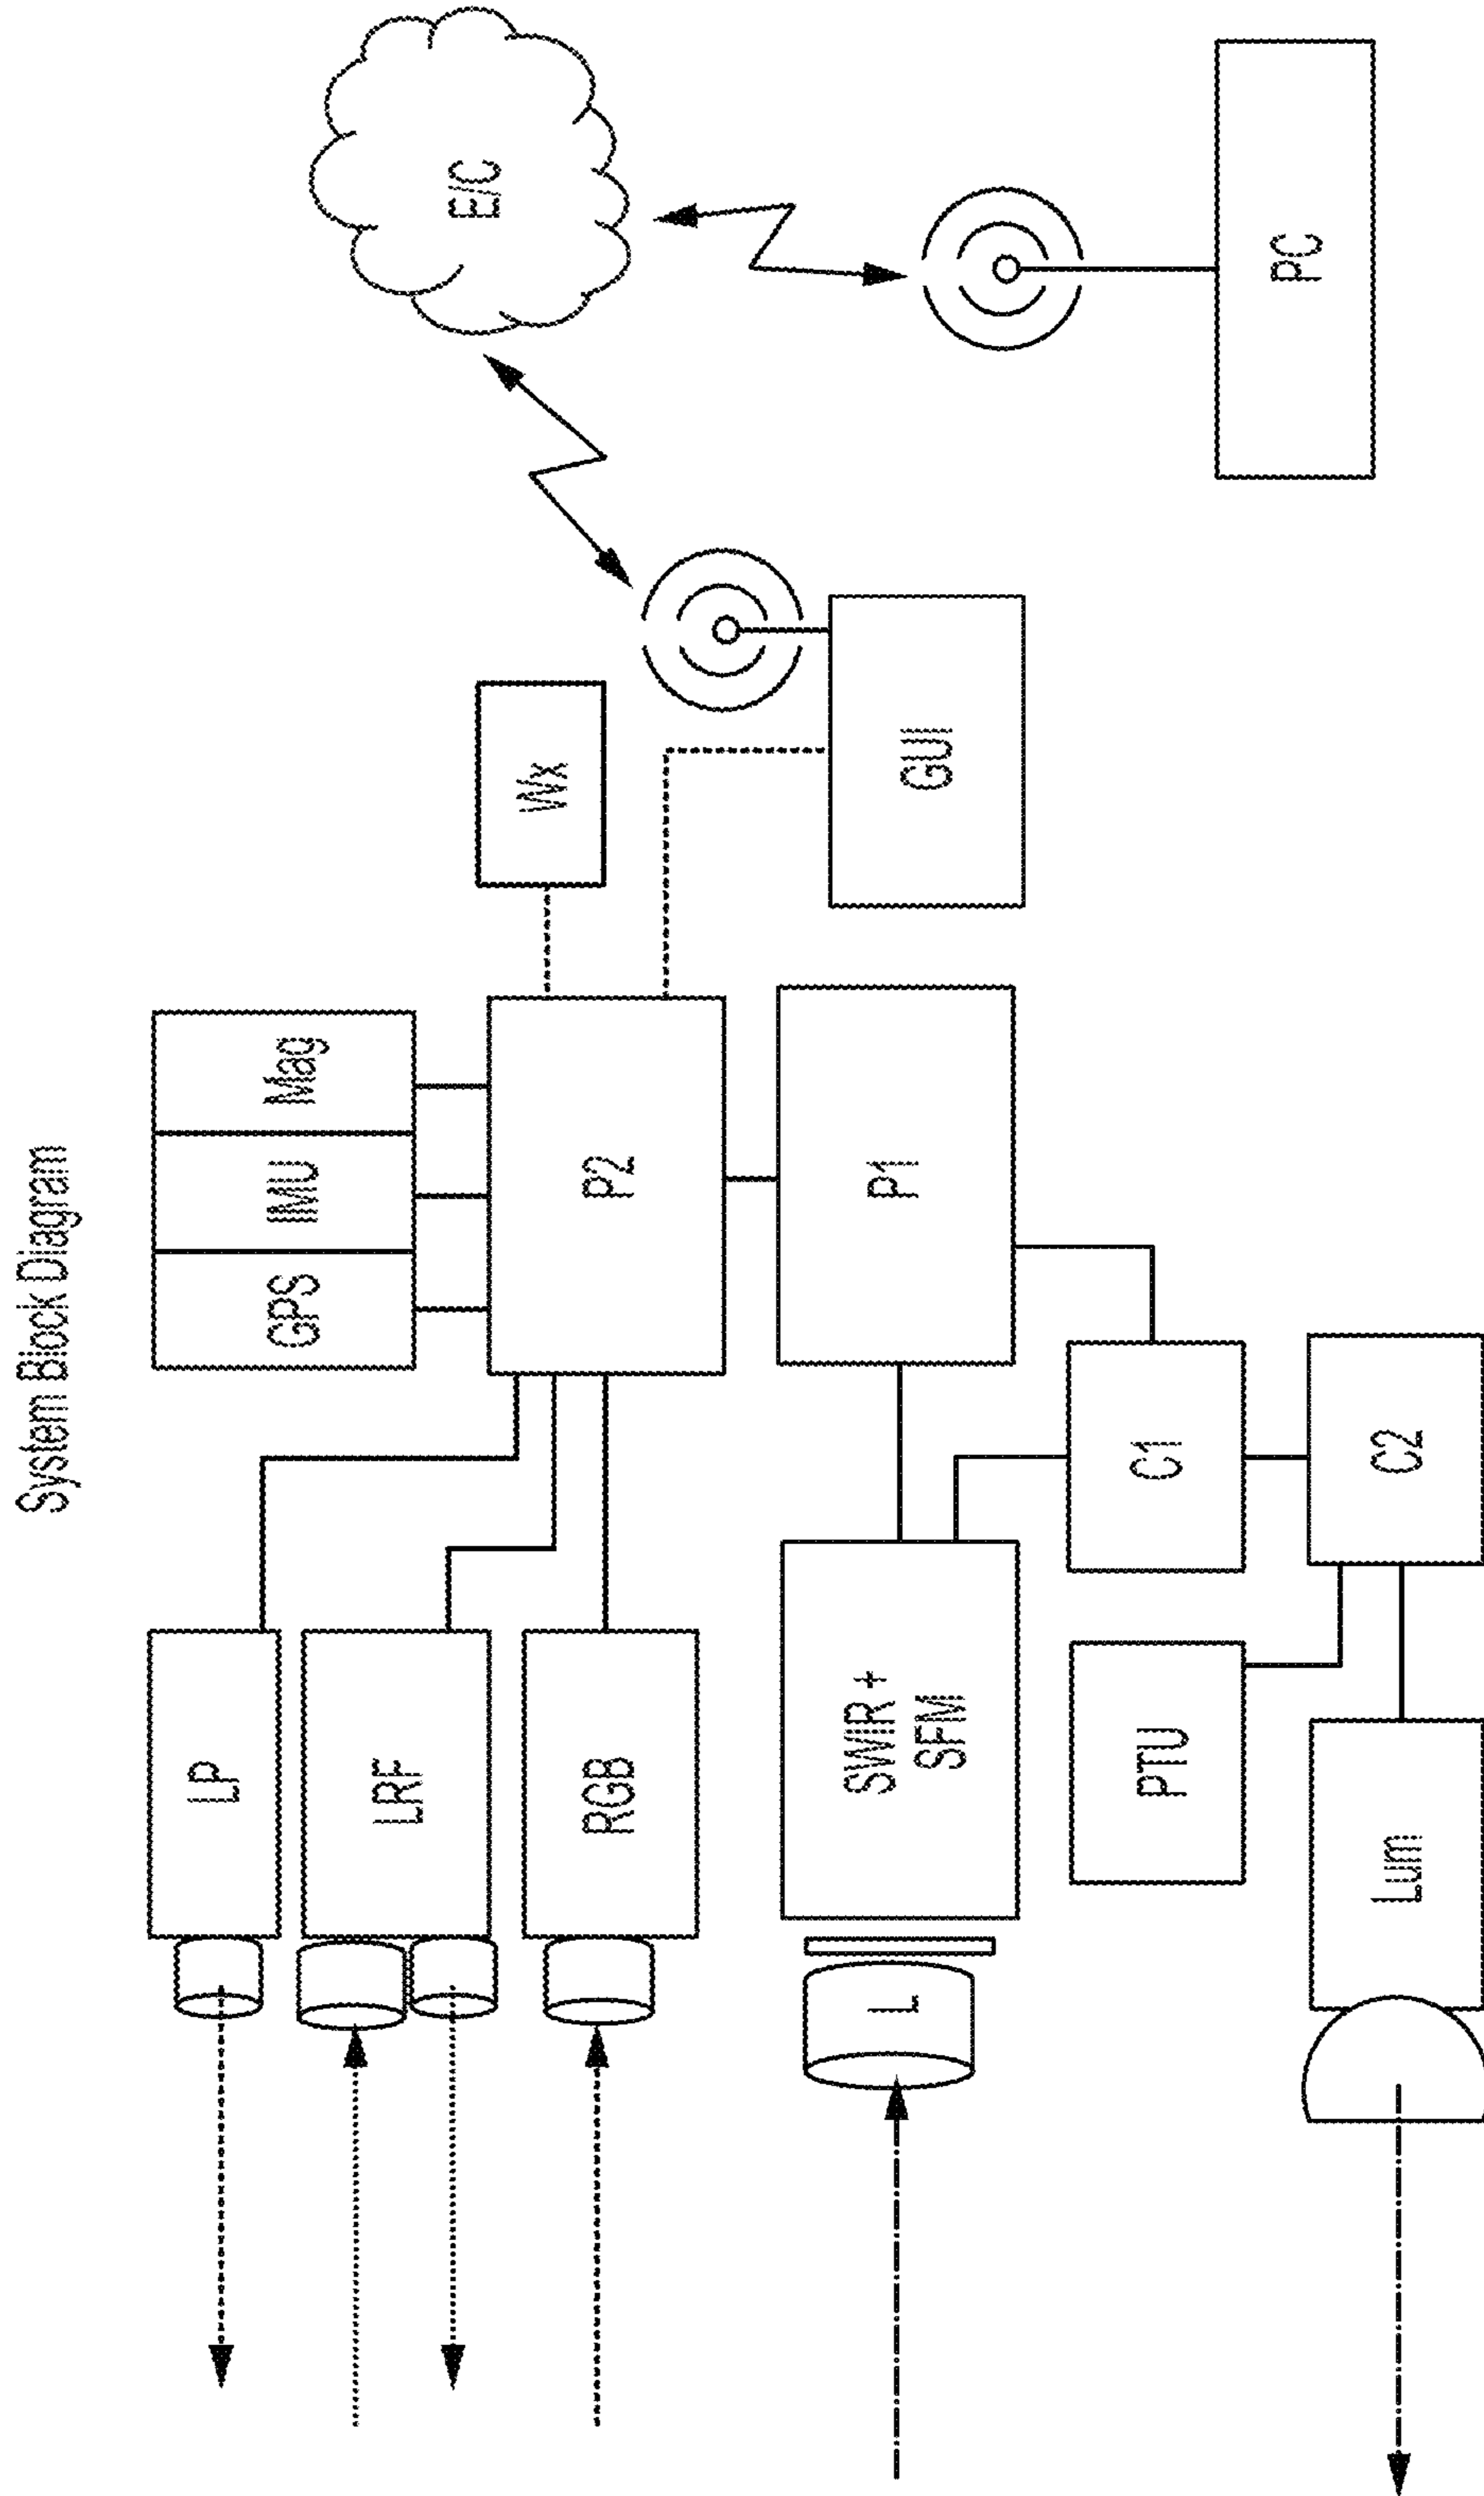 System Block Diagram
LP
LRF
RGB
SWIR +
SFM
L
PTU
Lum
GPS
IMU
Mag
P2
P1
C1
C2
Wx
GUI
E/C
PC